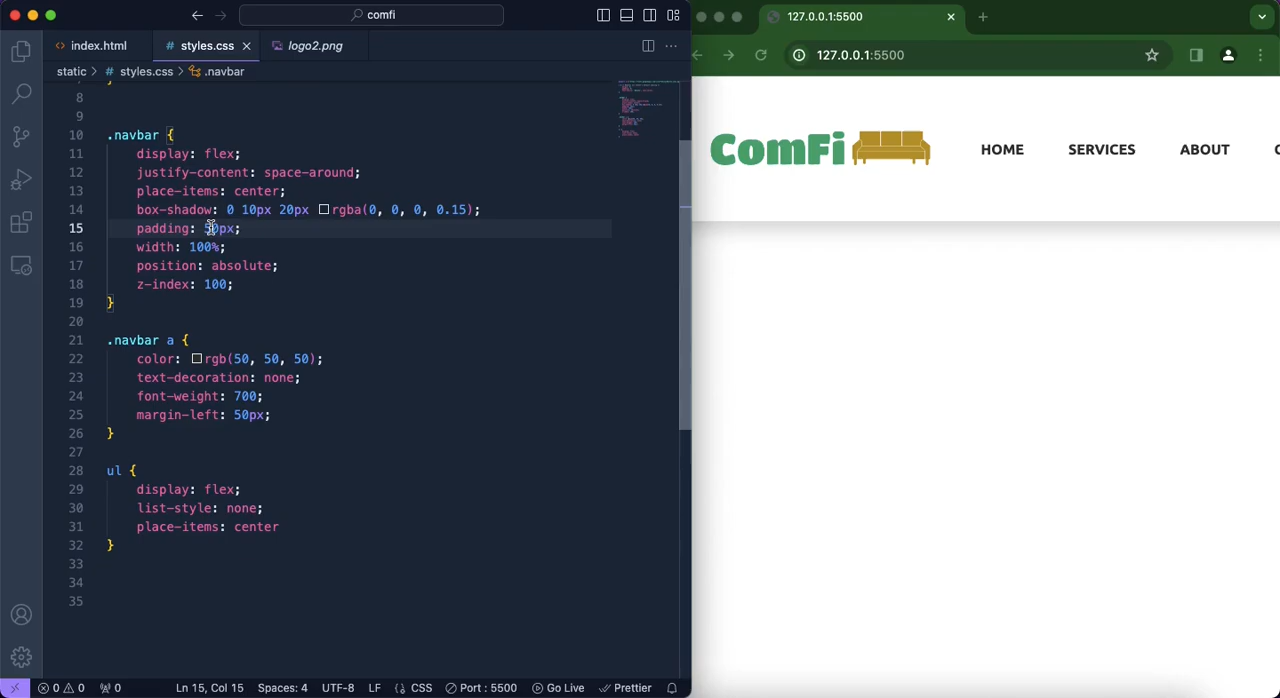 comfi
index.html
# styles.css
logo2.png
static > # styles.css > .navbar
8
9
10 .navbar {
11 display: flex;
12 justify-content: space-around;
13 place-items: center;
14 box-shadow: 0 10px 20px rgba(0, 0, 0, 0.15);
15 padding: 50px;
16 width: 100%;
17 position: absolute;
18 z-index: 100;
19 }
20
21 .navbar a {
22 color: rgb(50, 50, 50);
23 text-decoration: none;
24 font-weight: 700;
25 margin-left: 50px;
26 }
27
28 ul {
29 display: flex;
30 list-style: none;
31 place-items: center
32 }
33
34
35
0 0 0 Ln 15, Col 15 Spaces: 4 UTF-8 LF CSS Port : 5500 Go Live Prettier
127.0.0.1:5500
127.0.0.1:5500
ComFi HOME SERVICES ABOUT